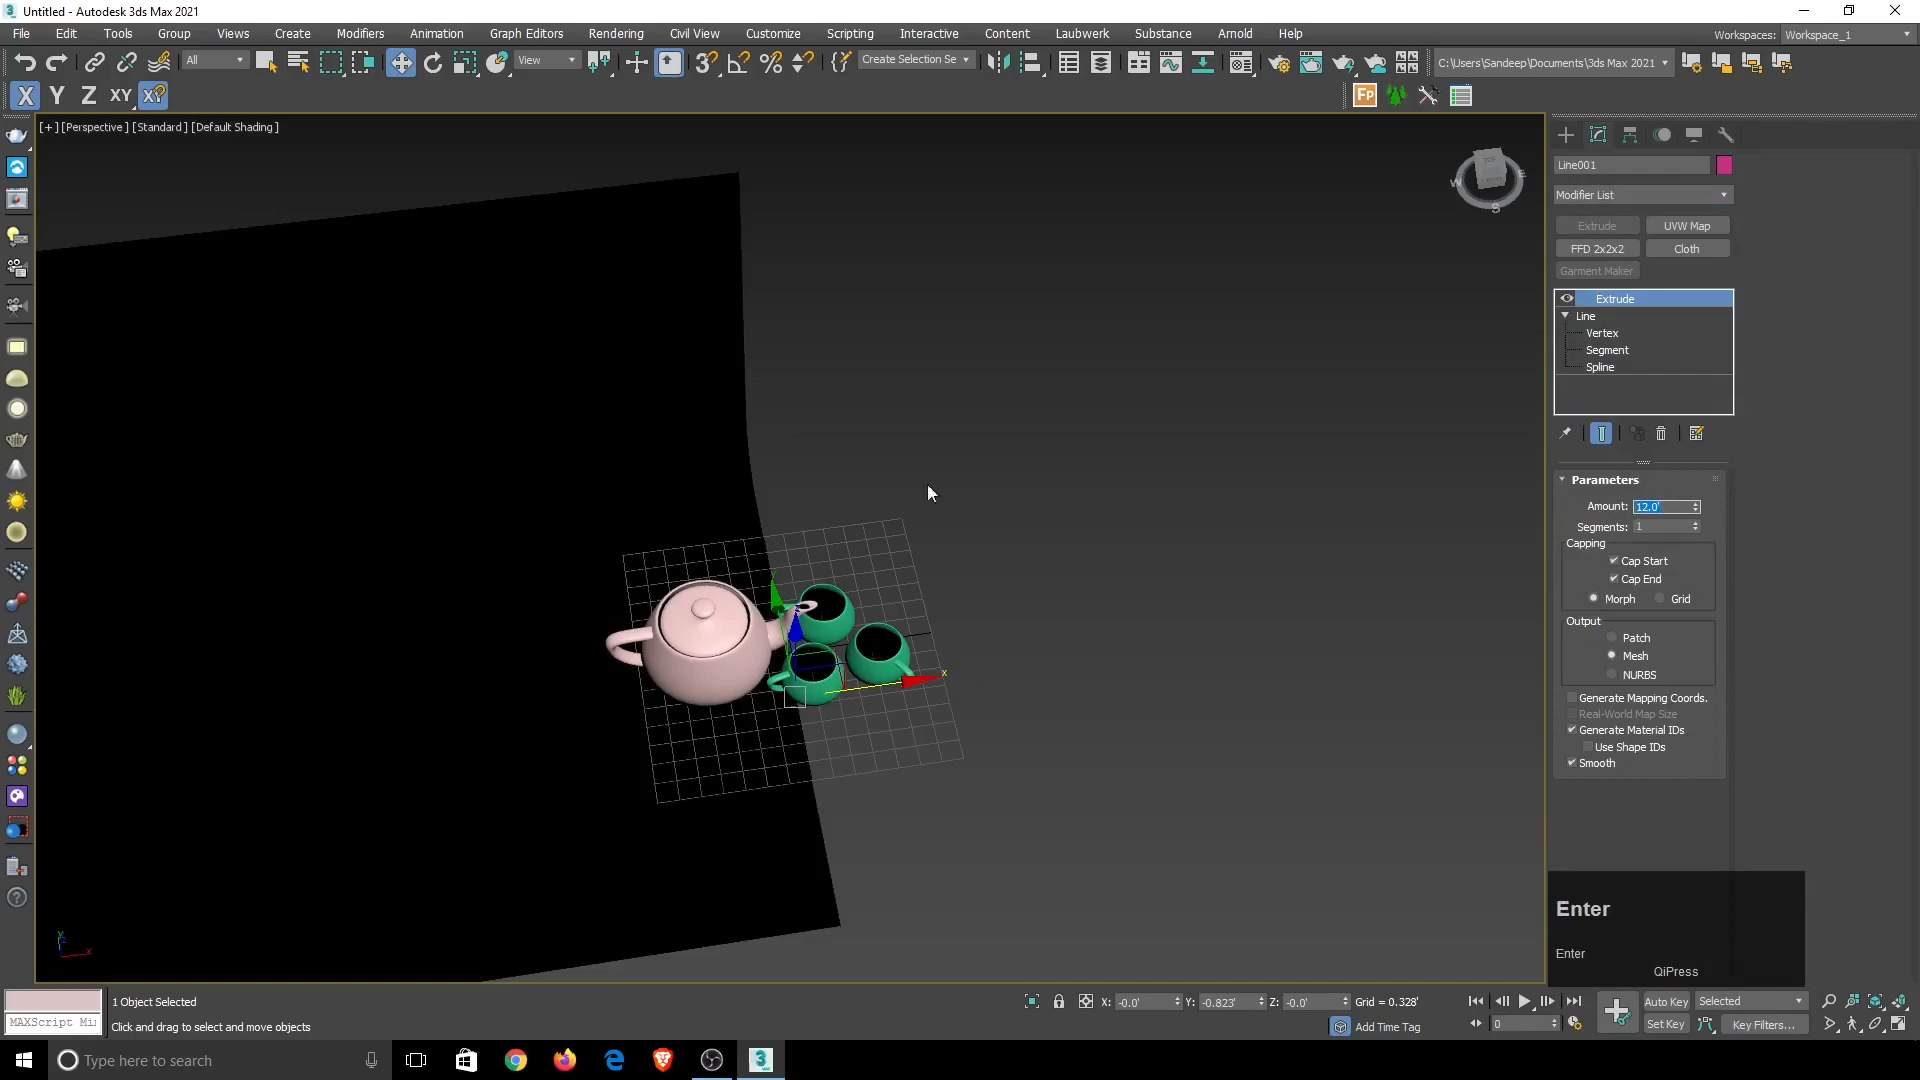 Untitled - Autodesk 3ds Max 2021
File Edit Tools Group Views Create Modifiers Animation Graph Editors Rendering Civil View Customize Scripting Interactive Content Laubwerk Substance Arnold Help
Workspaces: Workspace_1
All View Create Selection Se C:\Users\Sandeep\Documents\3ds Max 2021
X Y Z XY XY
Fp
[+] [Perspective] [Standard] [Default Shading]
TOP
W E
S
Line001
Modifier List
Extrude UVW Map
FFD 2x2x2 Cloth
Garment Maker
Extrude
Line
Vertex
Segment
Spline
Parameters
Amount: 12.0'
Segments: 1
Capping
Cap Start
Cap End
Morph Grid
Output
Patch
Mesh
NURBS
Generate Mapping Coords.
Real-World Map Size
Generate Material IDs
Use Shape IDs
Smooth
x
Enter
Enter
QiPress
y
z
x
1 Object Selected
X: -0.0' Y: -0.823' Z: -0.0' Grid = 0.328'
Auto Key Selected
MAXScript Mi
Click and drag to select and move objects
Add Time Tag
0
Set Key Key Filters...
Type here to search
3